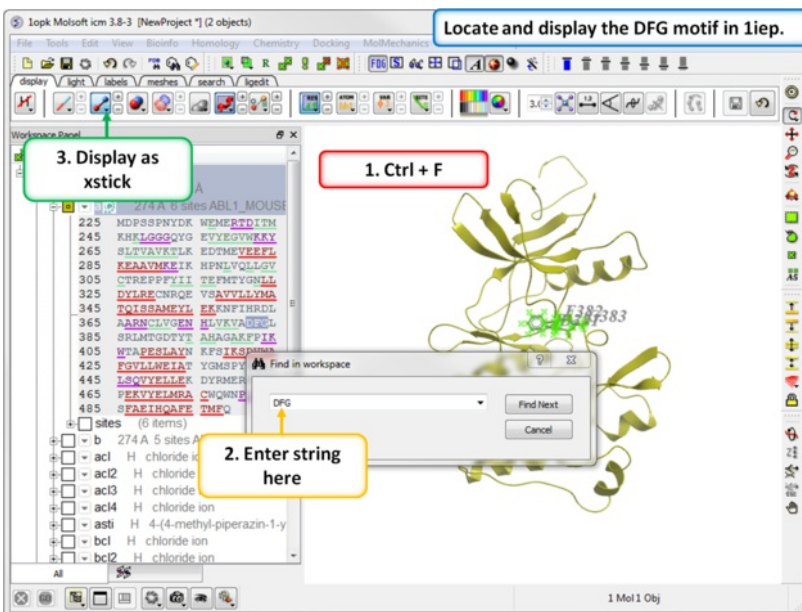 1opk Molsoft icm 3.8-3 [NewProject *] (2 objects)
Locate and display the DFG motif in 1iep.
File Tools Edit View Bioinfo Homology Chemistry Docking MolMechanics
display light labels meshes search ligedit
Workspace Panel
3. Display as
xstick
1. Ctrl + F
A
274 A 6 sites ABL1_MOUSE
225 MDPSSPNYDK WEMERTDITM
245 KHKLGGGQYG EVYEGVWKKY
265 SLTVAVKTLK EDTMEVEEFL
285 KEAAVMKEIK HPNLVQLLGV
305 CTREPPFYII TEFMTYGNLL
325 DYLRECNRQE VSAVVLLYMA
345 TQISSAMEYL EKKNFIHRDL
365 AARNCLVGEN HLVKVADFGL
385 SRLMTGDTYT AHAGAKFPIK
405 WTAPESLAYN KFSIKSDVWA
425 FGVLLWEIAT YGMSPY
445 LSQVYELLEK DYRMER
465 PEKVYELMRA CWQWNP
485 SFAEIHQAFE TMFQ
F382
383
Find in workspace
DFG
Find Next
Cancel
2. Enter string
here
sites (6 items)
b 274 A 5 sites
acl H chloride
acl2 H chloride
acl3 H chloride
acl4 H chloride ion
asti H 4-(4-methyl-piperazin-1-y
bcl H chloride ion
bcl2 H chloride ion
All
1 Mol 1 Obj